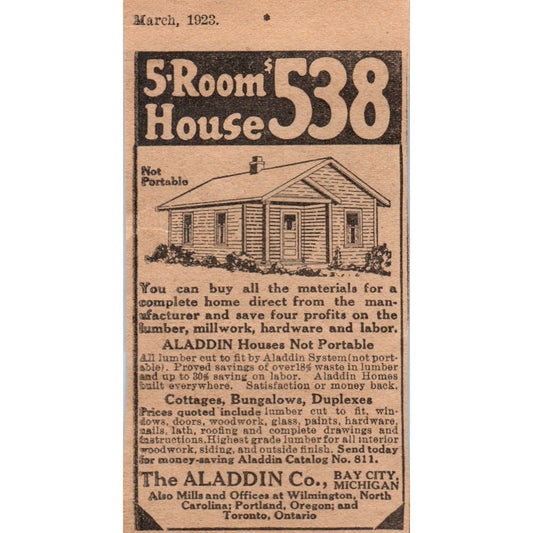 March, 1923.
5-Room
House
$538
Not
Portable
You can buy all the materials for a
complete home direct from the man-
ufacturer and save four profits on the
lumber, millwork, hardware and labor.
ALADDIN Houses Not Portable
All lumber cut to fit by Aladdin System (not port-
able). Proved savings of over 18% waste in lumber
and up to 30% saving on labor. Aladdin Homes
built everywhere. Satisfaction or money back.
Cottages, Bungalows, Duplexes
Prices quoted include lumber cut to fit, win-
dows, doors, woodwork, glass, paints, hardware,
nails, lath, roofing and complete drawings and
instructions. Highest grade lumber for all interior
woodwork, siding, and outside finish. Send today
for money-saving Aladdin Catalog No. 811.
The ALADDIN Co., BAY CITY,
MICHIGAN
Also Mills and Offices at Wilmington, North
Carolina; Portland, Oregon; and
Toronto, Ontario